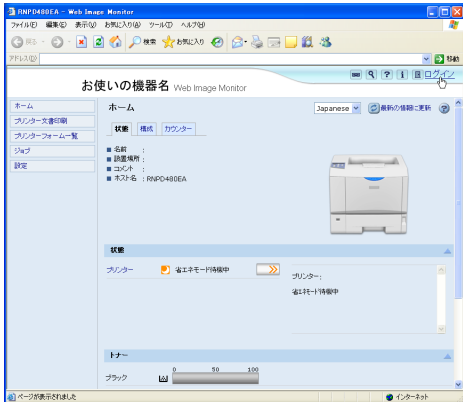 RNPD480EA - Web Image Monitor
ファイル(F) 編集(E) 表示(V) お気に入り(A) ツール(T) ヘルプ(H)
戻る 検索 お気に入り
アドレス(D) 移動
ログイン
お使いの機器名 Web Image Monitor
ホーム
プリンター文書印刷
プリンターフォーム一覧
ジョブ
設定
ホーム Japanese 最新の情報に更新
状態 構成 カウンター
名前 :
設置場所 :
コメント :
ホスト名 : RNPD480EA
状態
プリンター 省エネモード待機中
プリンター:
省エネモード待機中
トナー
ブラック 0 50 100
ページが表示されました インターネット